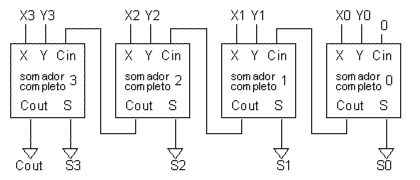 X3 Y3 X2 Y2 X1 Y1 X0 Y0 0
X Y Cin X Y Cin X Y Cin X Y Cin
somador completo 3 somador completo 2 somador completo 1 somador completo 0
Cout S Cout S Cout S Cout S
Cout S3 S2 S1 S0